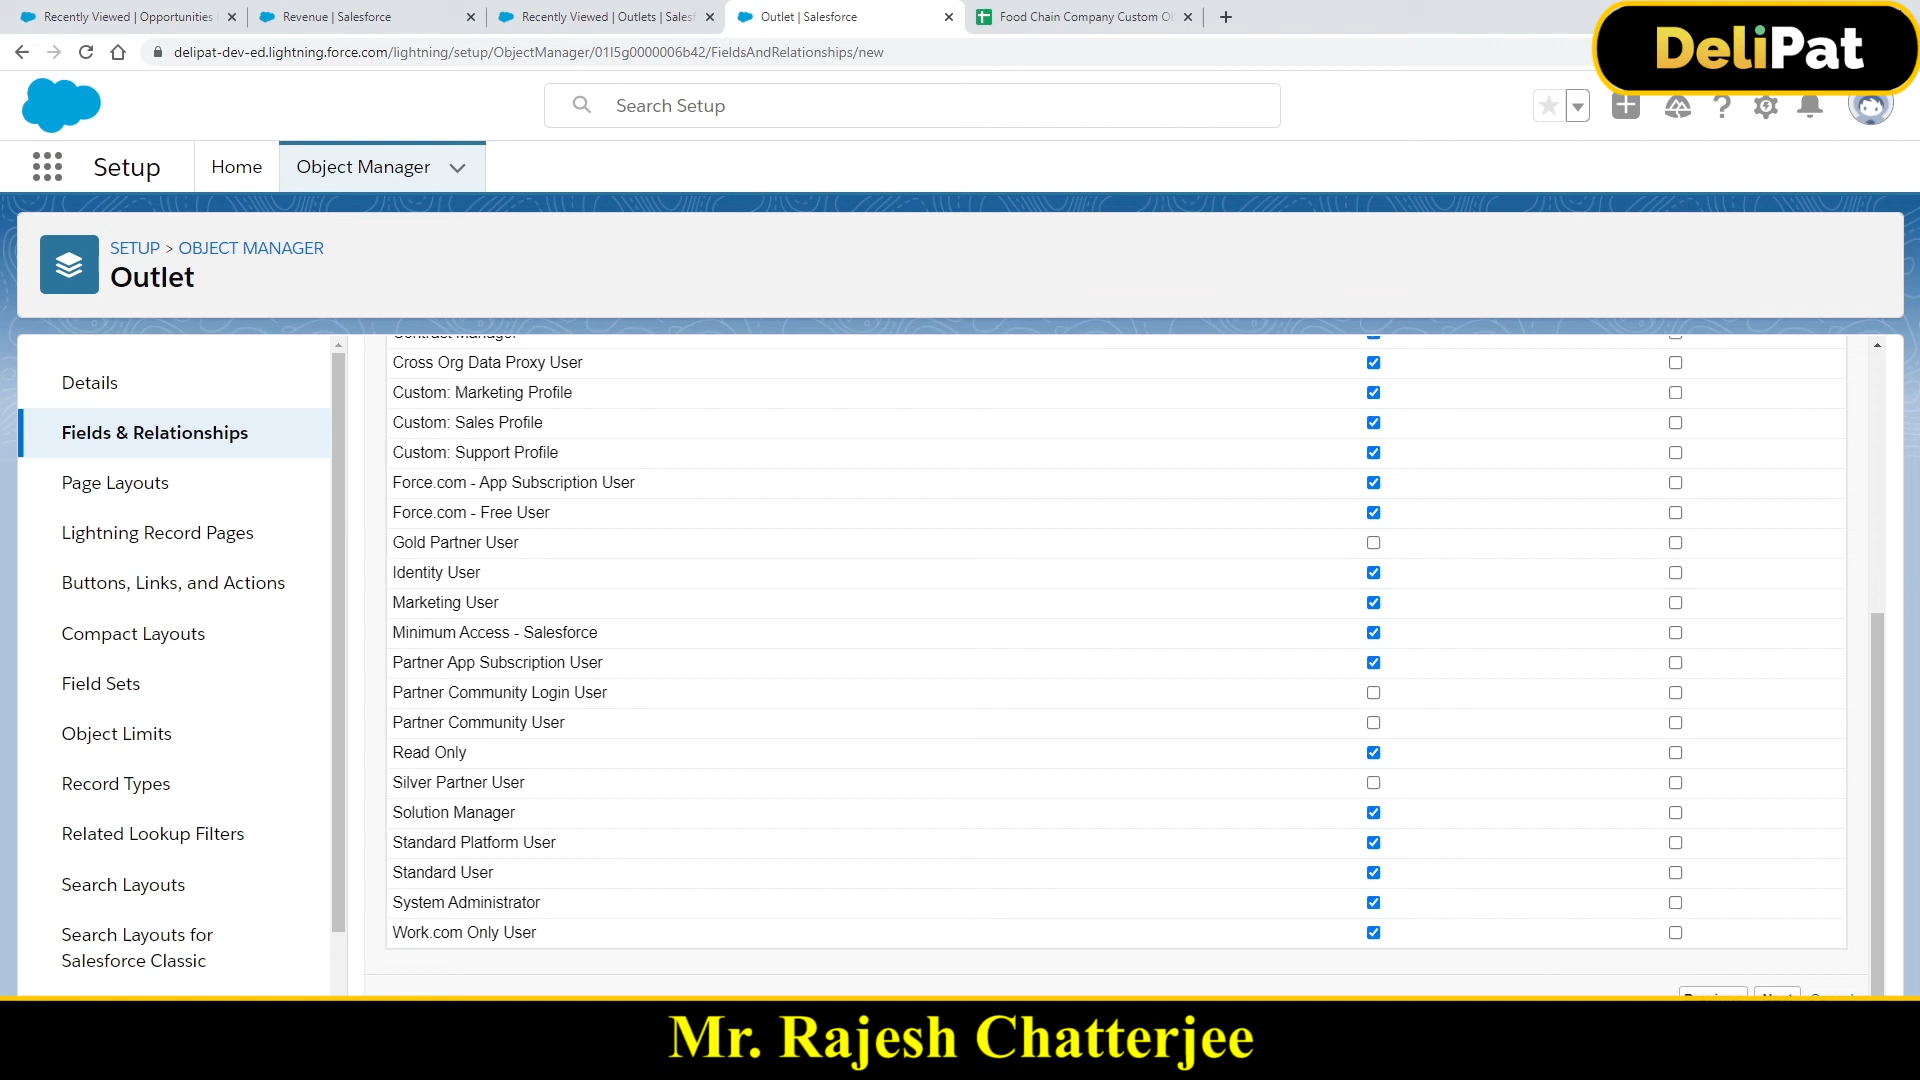 Recently Viewed | Opportunities
Revenue | Salesforce
Recently Viewed | Outlets | Salesf
Outlet | Salesforce
Food Chain Company Custom O
delipat-dev-ed.lightning.force.com/lightning/setup/ObjectManager/01I5g0000006b42/FieldsAndRelationships/new
DeliPat
Search Setup
Setup
Home
Object Manager
SETUP > OBJECT MANAGER
Outlet
Details
Fields & Relationships
Page Layouts
Lightning Record Pages
Buttons, Links, and Actions
Compact Layouts
Field Sets
Object Limits
Record Types
Related Lookup Filters
Search Layouts
Search Layouts for
Salesforce Classic
Contract Manager
Cross Org Data Proxy User
Custom: Marketing Profile
Custom: Sales Profile
Custom: Support Profile
Force.com - App Subscription User
Force.com - Free User
Gold Partner User
Identity User
Marketing User
Minimum Access - Salesforce
Partner App Subscription User
Partner Community Login User
Partner Community User
Read Only
Silver Partner User
Solution Manager
Standard Platform User
Standard User
System Administrator
Work.com Only User
Mr. Rajesh Chatterjee